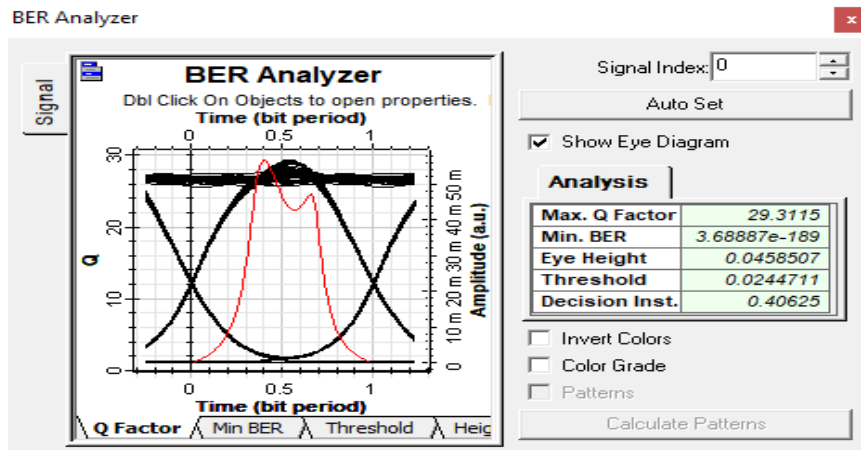 BER Analyzer
x
Signal
BER Analyzer
Dbl Click On Objects to open properties.
Time (bit period)
0 0.5 1
30
20
10
0
Q
50 m
40 m
30 m
20 m
10 m
0
Amplitude (a.u.)
0 0.5 1
Time (bit period)
Q Factor Min BER Threshold Heig
Signal Index: 0
Auto Set
Show Eye Diagram
Analysis
Max. Q Factor 29.3115
Min. BER 3.68887e-189
Eye Height 0.0458507
Threshold 0.0244711
Decision Inst. 0.40625
Invert Colors
Color Grade
Patterns
Calculate Patterns